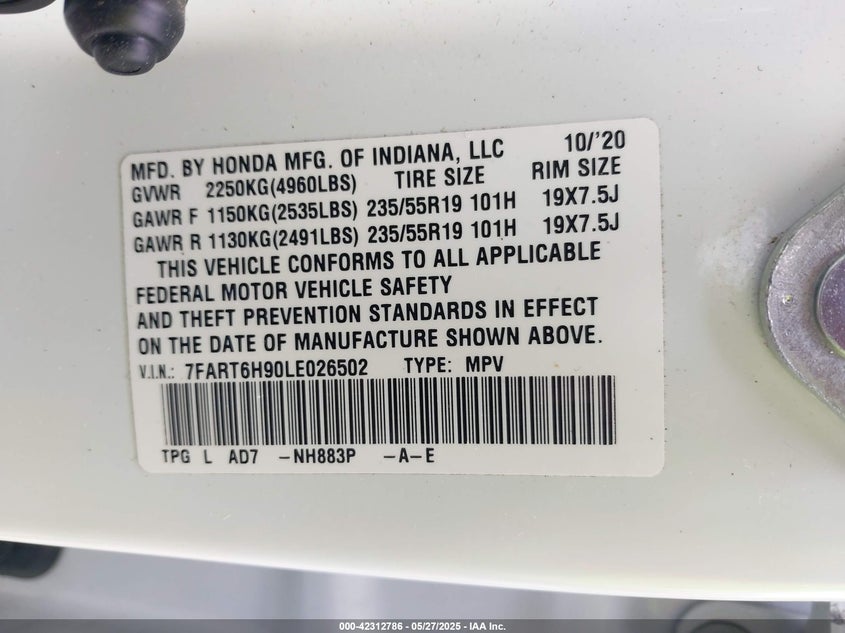 MFD. BY HONDA MFG. OF INDIANA, LLC 10/'20
GVWR 2250KG(4960LBS) TIRE SIZE RIM SIZE
GAWR F 1150KG(2535LBS) 235/55R19 101H 19X7.5J
GAWR R 1130KG(2491LBS) 235/55R19 101H 19X7.5J
THIS VEHICLE CONFORMS TO ALL APPLICABLE
FEDERAL MOTOR VEHICLE SAFETY
AND THEFT PREVENTION STANDARDS IN EFFECT
ON THE DATE OF MANUFACTURE SHOWN ABOVE.
V.I.N.: 7FART6H90LE026502 TYPE: MPV
TPG L AD7 -NH883P -A-E
000-42312786 - 05/27/2025 - IAA Inc.